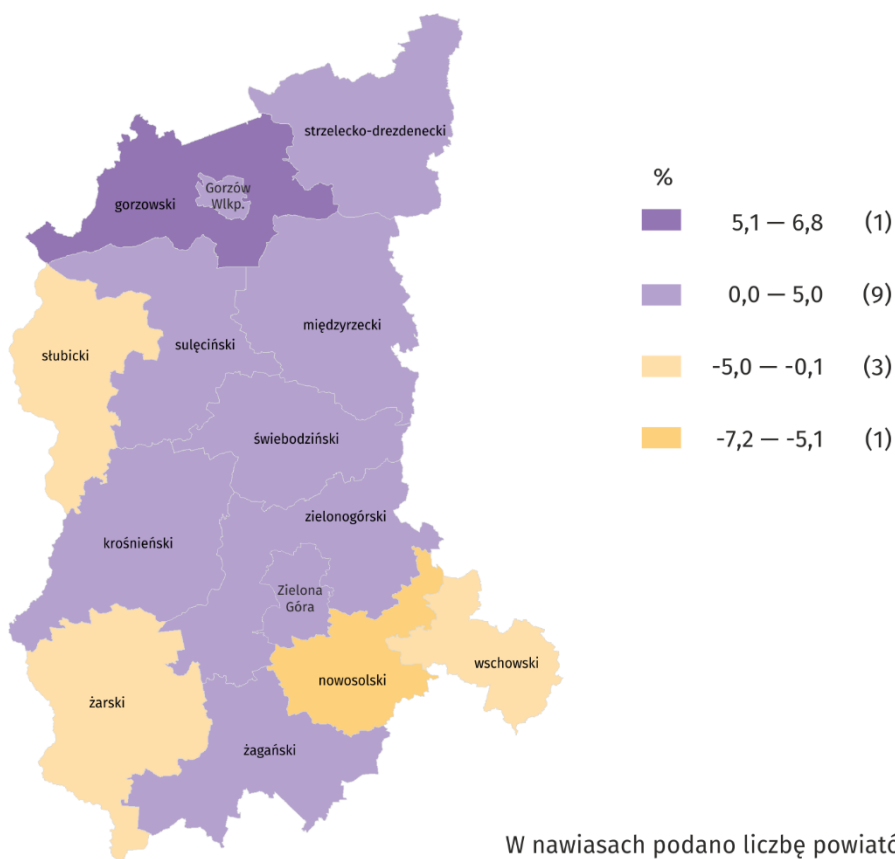 strzelecko-drezdenecki
gorzowski
Gorzów
Wlkp.
słubicki
sulęciński
międzyrzecki
świebodziński
zielonogórski
krośnieński
Zielona
Góra
nowosolski
wschowski
żarski
żagański
%
5,1 — 6,8 (1)
0,0 — 5,0 (9)
-5,0 — -0,1 (3)
-7,2 — -5,1 (1)
W nawiasach podano liczbę powiató